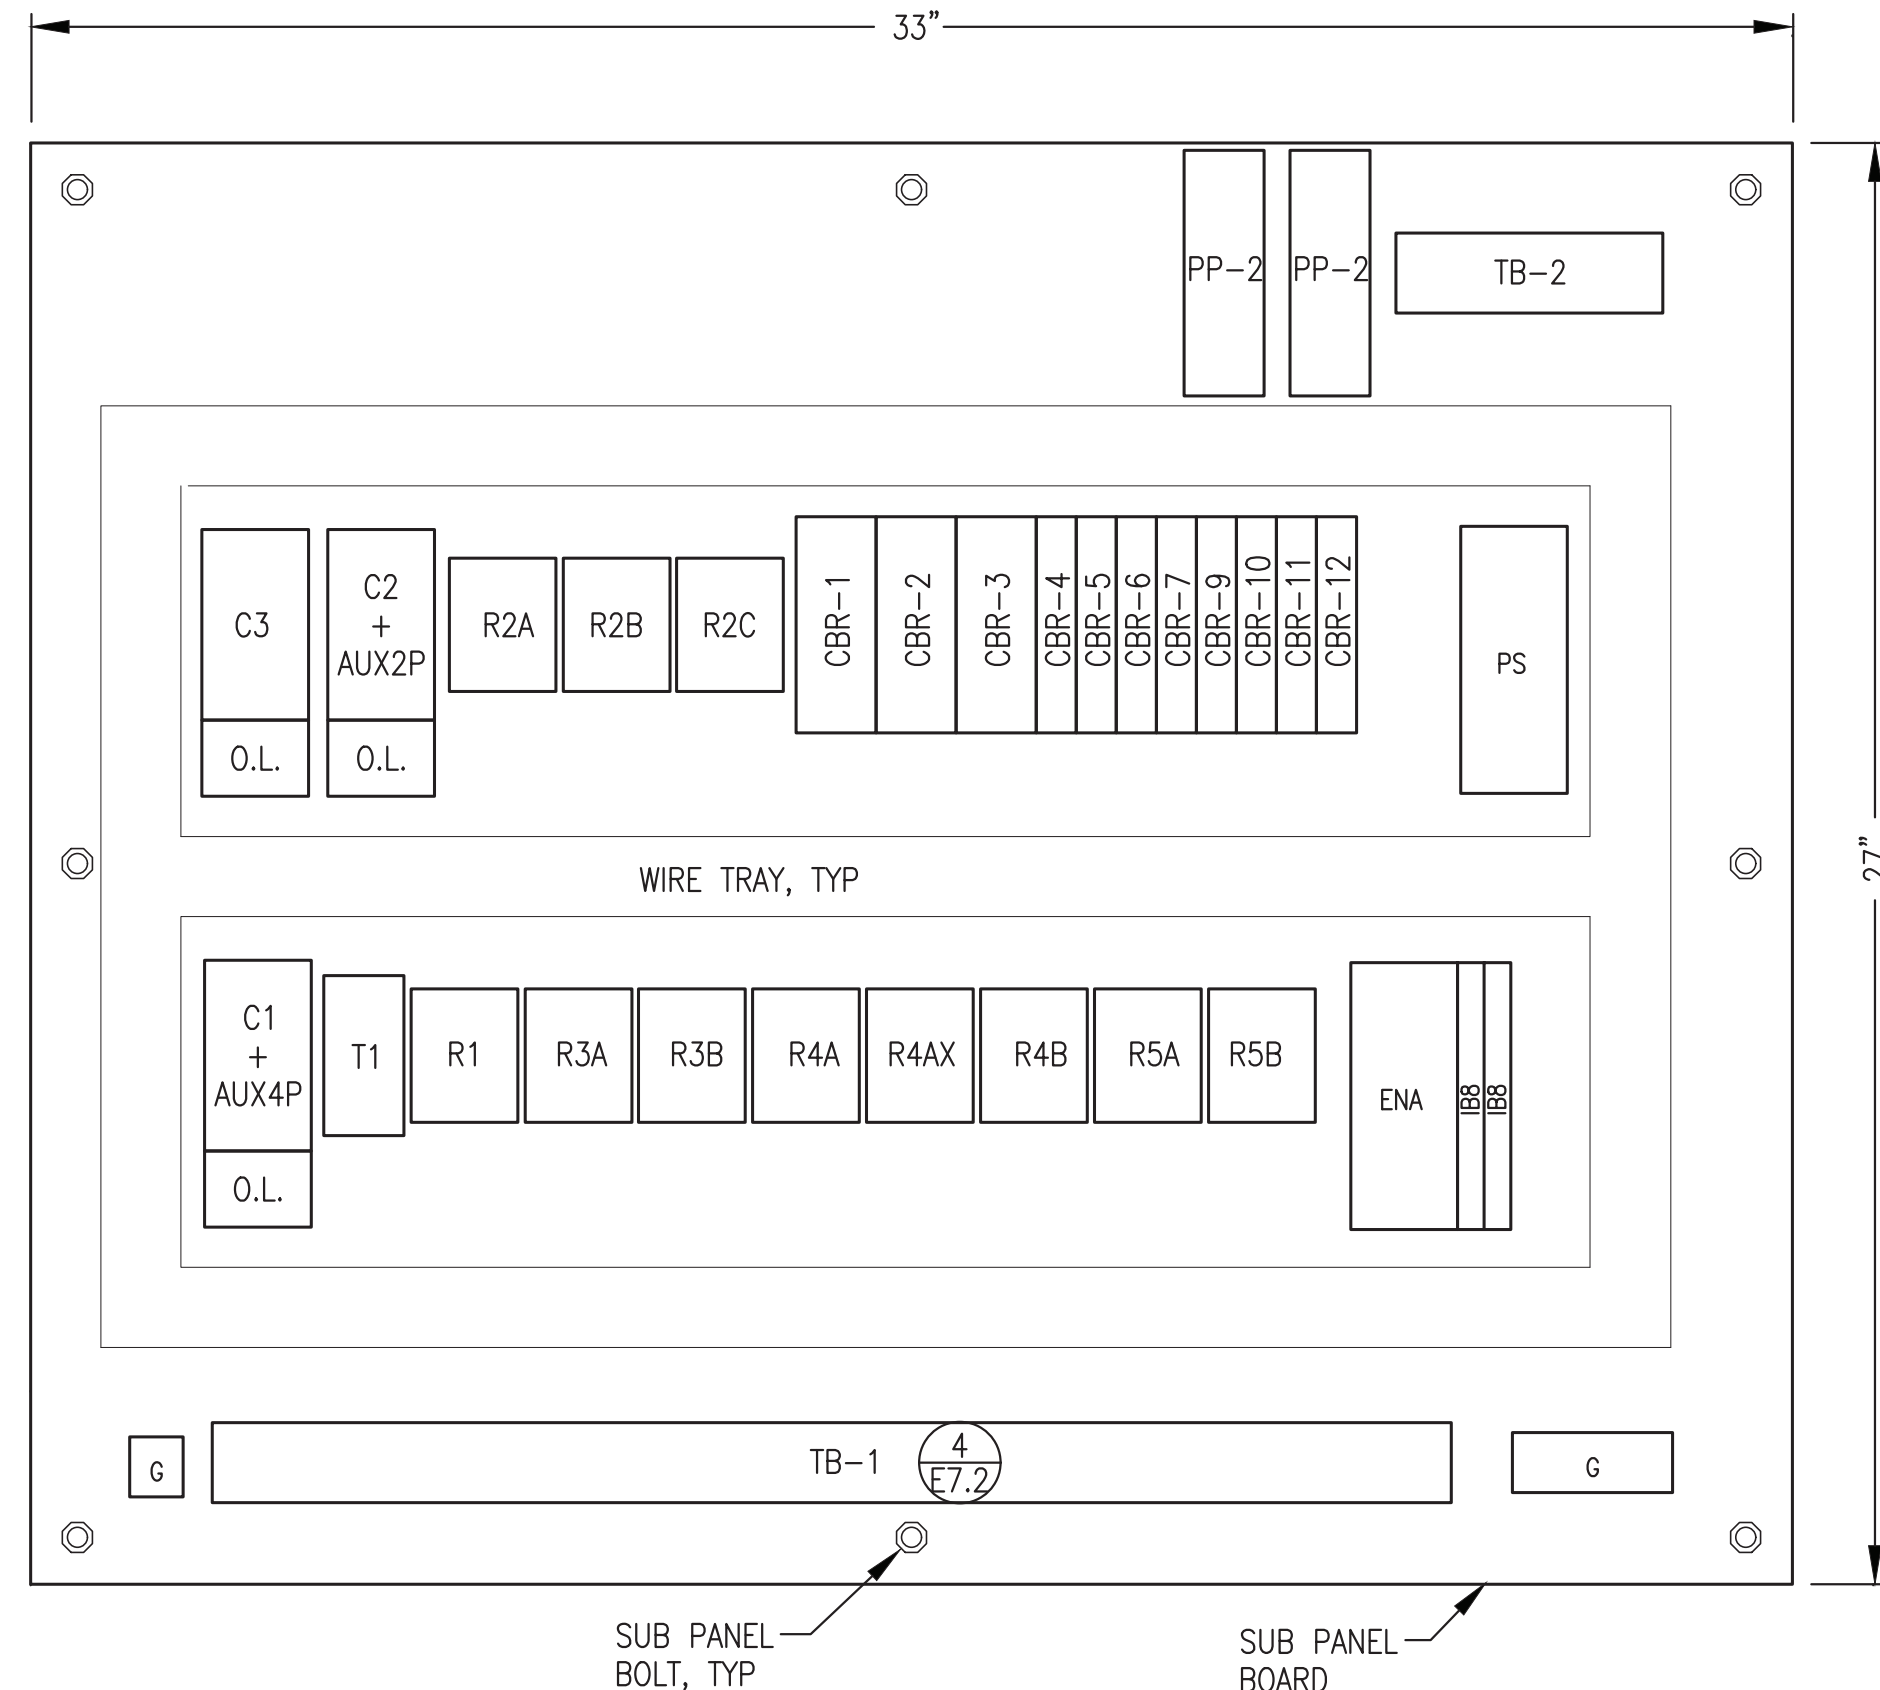 33”
PP-2
PP-2
TB-2
C3
O.L.
C2
+
AUX2P
O.L.
R2A
R2B
R2C
CBR-1
CBR-2
CBR-3
CBR-4
CBR-5
CBR-6
CBR-7
CBR-9
CBR-10
CBR-11
CBR-12
PS
27”
WIRE TRAY, TYP
C1
+
AUX4P
O.L.
T1
R1
R3A
R3B
R4A
R4AX
R4B
R5A
R5B
ENA
IB8
IB8
G
TB-1
4
E7.2
G
SUB PANEL
BOLT, TYP
SUB PANEL
BOARD